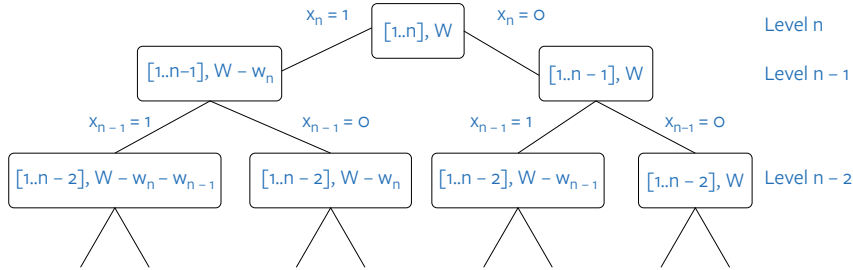 xₙ = 1
[1..n], W
xₙ = 0
Level n
[1..n–1], W – wₙ
[1..n – 1], W
Level n – 1
xₙ ₋ ₁ = 1
xₙ ₋ ₁ = 0
xₙ ₋ ₁ = 1
xₙ₋₁ = 0
[1..n – 2], W – wₙ – wₙ ₋ ₁
[1..n – 2], W – wₙ
[1..n – 2], W – wₙ₋₁
[1..n – 2], W
Level n – 2